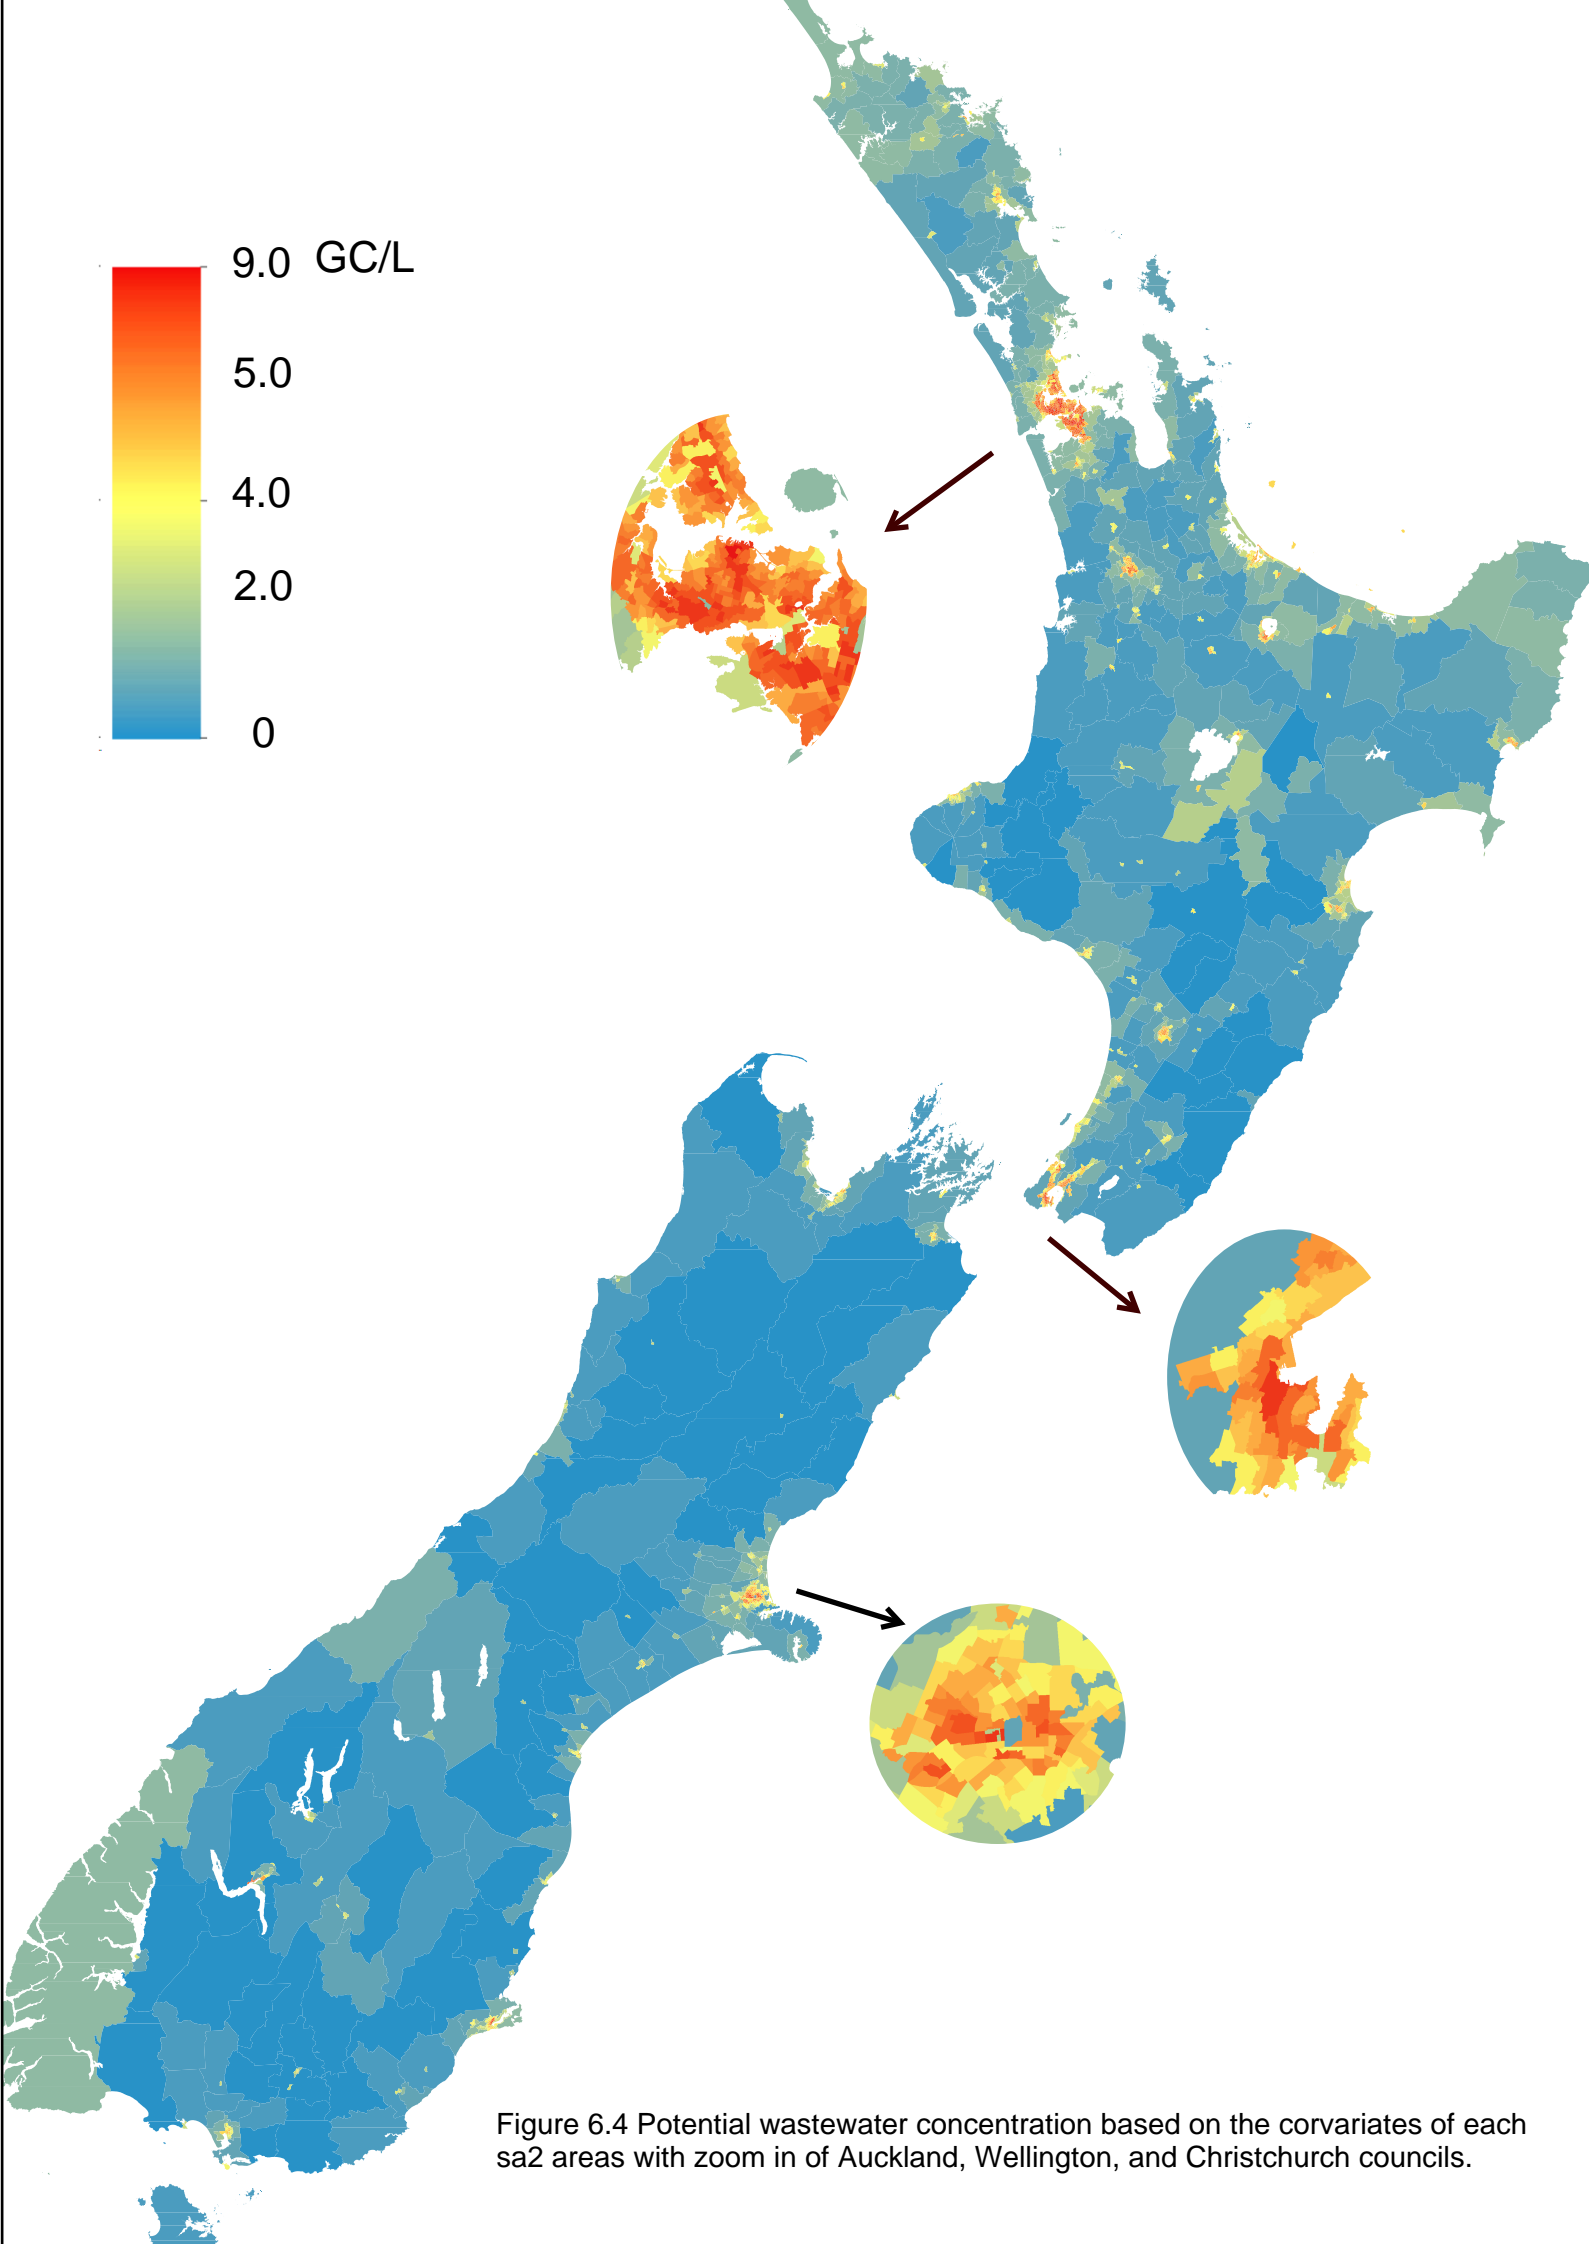 9.0 GC/L
5.0
4.0
2.0
0
Figure 6.4 Potential wastewater concentration based on the corvariates of each
sa2 areas with zoom in of Auckland, Wellington, and Christchurch councils.